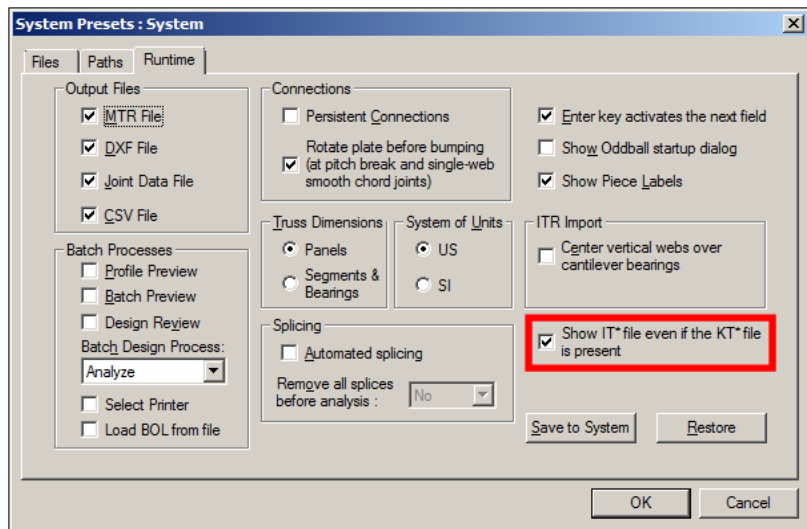 System Presets : System
Files
Paths
Runtime
Output Files
MTR File
DXF File
Joint Data File
CSV File
Batch Processes
Profile Preview
Batch Preview
Design Review
Batch Design Process:
Analyze
Select Printer
Load BOL from file
Connections
Persistent Connections
Rotate plate before bumping
(at pitch break and single-web
smooth chord joints)
Truss Dimensions
Panels
Segments &
Bearings
System of Units
US
SI
Splicing
Automated splicing
Remove all splices
before analysis :
No
Enter key activates the next field
Show Oddball startup dialog
Show Piece Labels
ITR Import
Center vertical webs over
cantilever bearings
Show IT* file even if the KT* file
is present
Save to System
Restore
OK
Cancel